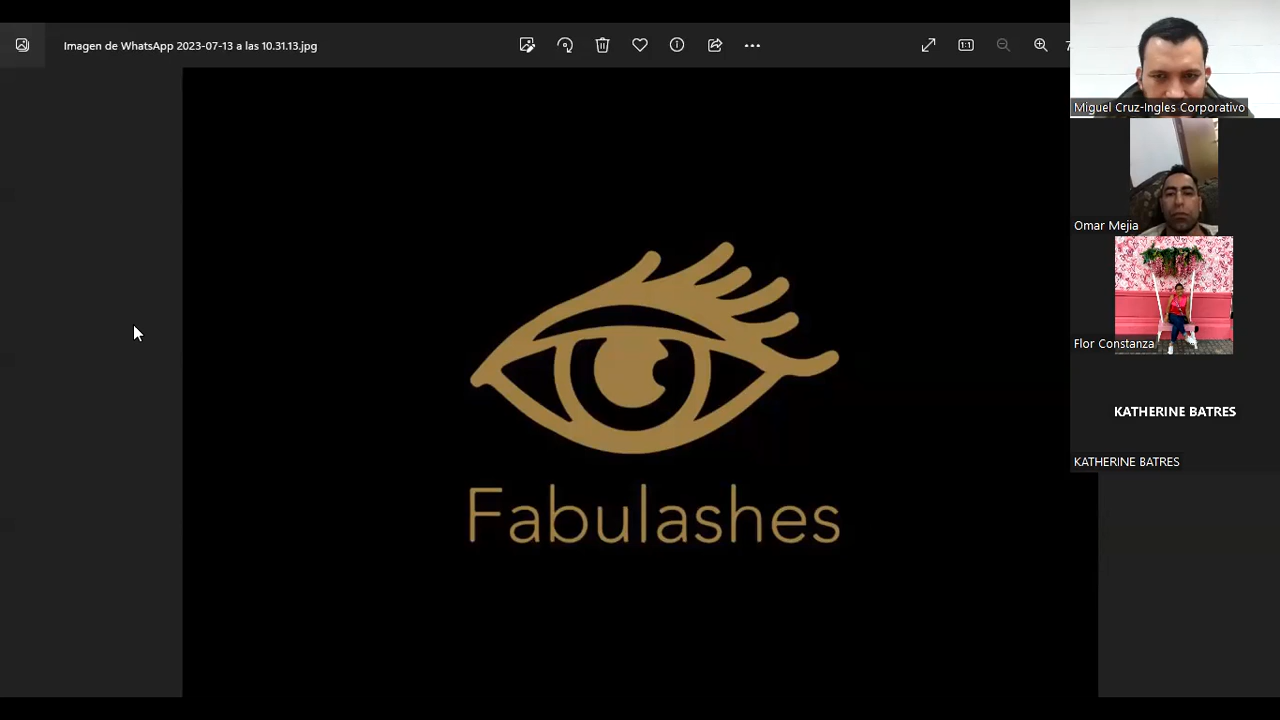 Imagen de WhatsApp 2023-07-13 a las 10.31.13.jpg
Miguel Cruz-Ingles Corporativo
Omar Mejia
Flor Constanza
KATHERINE BATRES
KATHERINE BATRES
Fabulashes